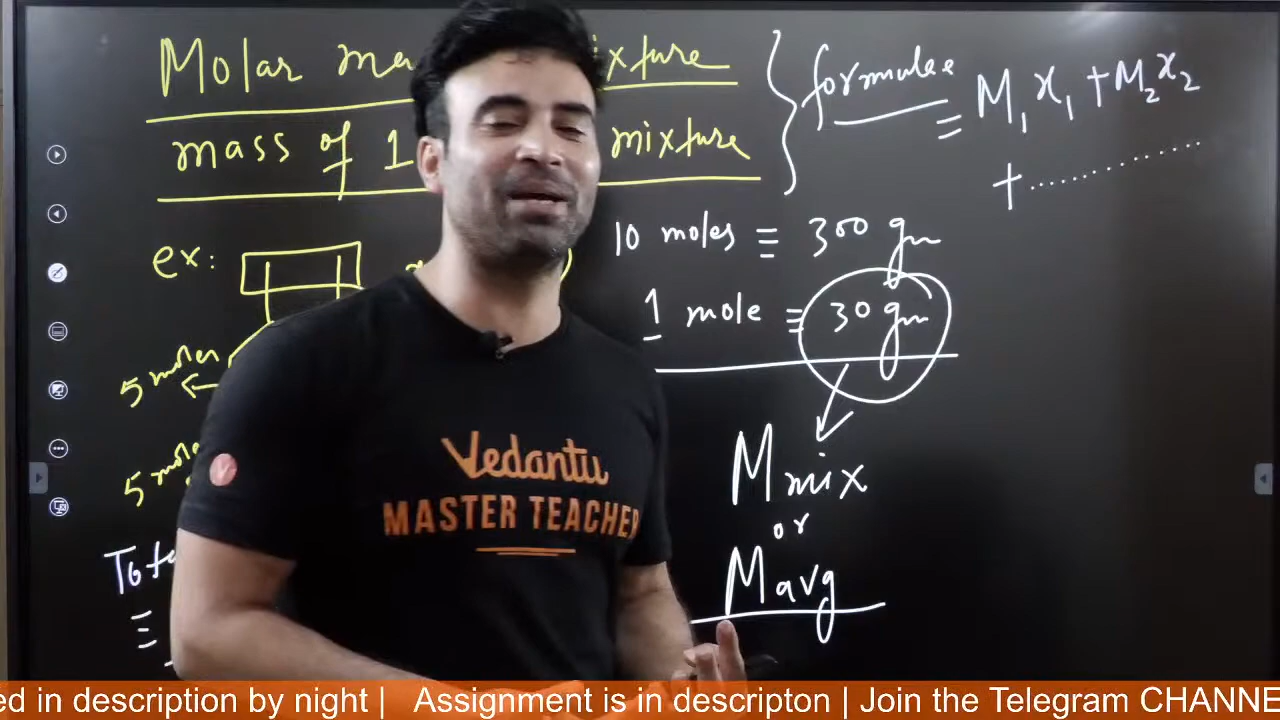 Molar ma ixture
mass of 1 mixture
formulae
≡ M₁x₁ + M₂x₂
+ ..........
ex:
10 moles ≡ 300 gm
1 mole ≡ 30 gm
5 moles
5 mole
Tota
≡
Mmix
or
Mavg
Vedantu
MASTER TEACHER
ed in description by night | Assignment is in descripton | Join the Telegram CHANNE